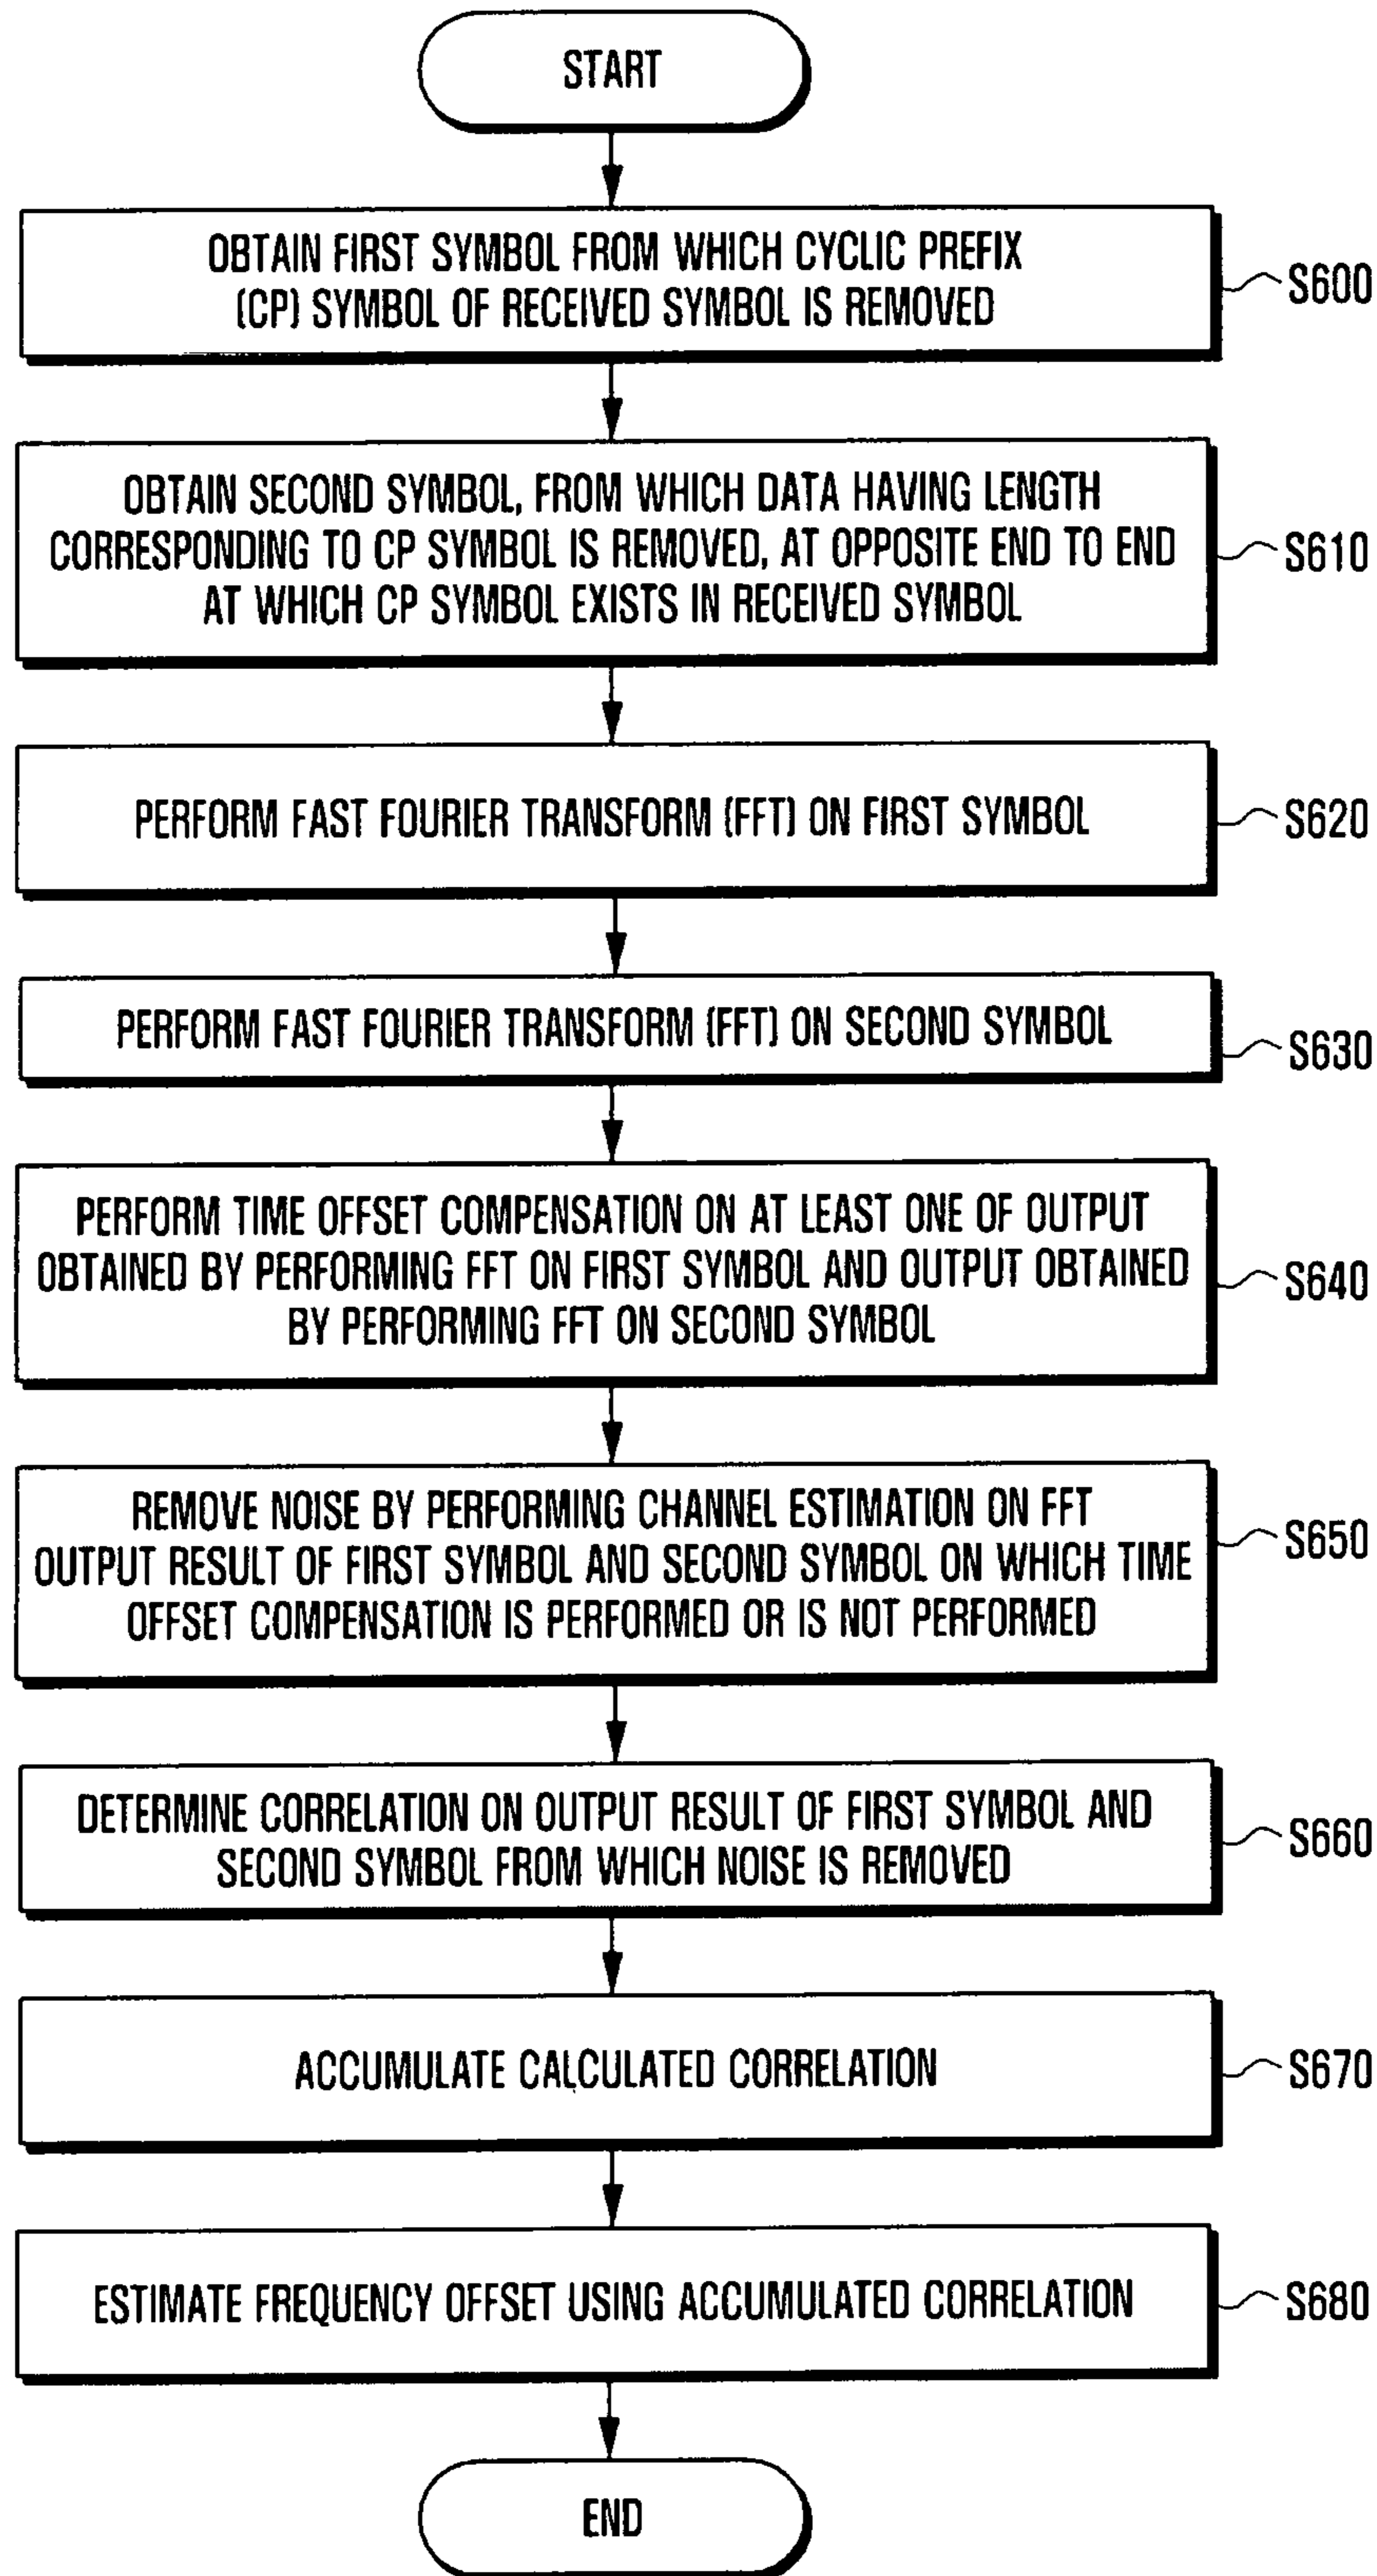 START
OBTAIN FIRST SYMBOL FROM WHICH CYCLIC PREFIX
(CP) SYMBOL OF RECEIVED SYMBOL IS REMOVED
S600
OBTAIN SECOND SYMBOL, FROM WHICH DATA HAVING LENGTH
CORRESPONDING TO CP SYMBOL IS REMOVED, AT OPPOSITE END TO END
AT WHICH CP SYMBOL EXISTS IN RECEIVED SYMBOL
S610
PERFORM FAST FOURIER TRANSFORM (FFT) ON FIRST SYMBOL
S620
PERFORM FAST FOURIER TRANSFORM (FFT) ON SECOND SYMBOL
S630
PERFORM TIME OFFSET COMPENSATION ON AT LEAST ONE OF OUTPUT
OBTAINED BY PERFORMING FFT ON FIRST SYMBOL AND OUTPUT OBTAINED
BY PERFORMING FFT ON SECOND SYMBOL
S640
REMOVE NOISE BY PERFORMING CHANNEL ESTIMATION ON FFT
OUTPUT RESULT OF FIRST SYMBOL AND SECOND SYMBOL ON WHICH TIME
OFFSET COMPENSATION IS PERFORMED OR IS NOT PERFORMED
S650
DETERMINE CORRELATION ON OUTPUT RESULT OF FIRST SYMBOL AND
SECOND SYMBOL FROM WHICH NOISE IS REMOVED
S660
ACCUMULATE CALCULATED CORRELATION
S670
ESTIMATE FREQUENCY OFFSET USING ACCUMULATED CORRELATION
S680
END